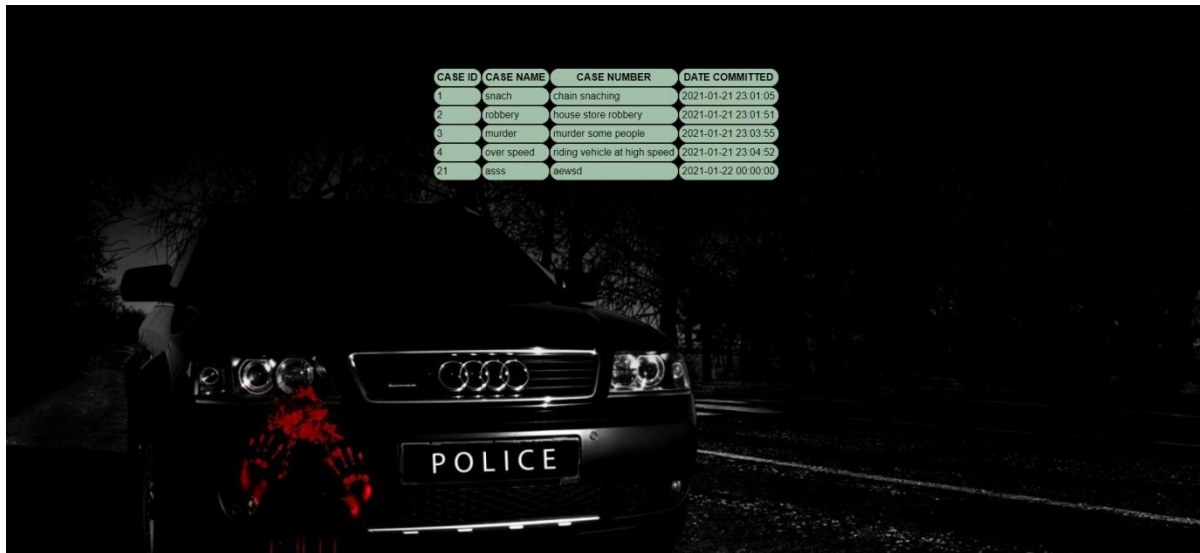 CASE ID CASE NAME CASE NUMBER DATE COMMITTED
1 snach chain snaching 2021-01-21 23:01:05
2 robbery house store robbery 2021-01-21 23:01:51
3 murder murder some people 2021-01-21 23:03:55
4 over speed riding vehicle at high speed 2021-01-21 23:04:52
21 asss aewsd 2021-01-22 00:00:00
POLICE